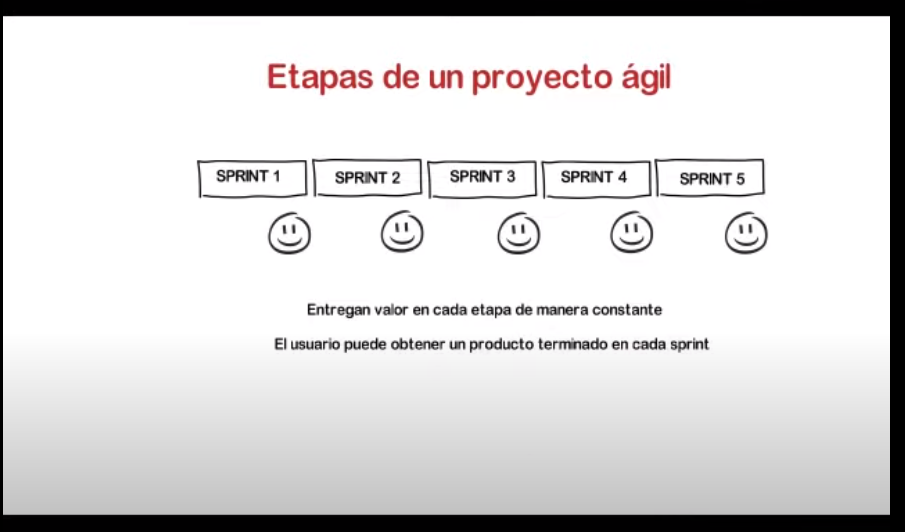 Etapas de un proyecto ágil
SPRINT 1 SPRINT 2 SPRINT 3 SPRINT 4 SPRINT 5
Entregan valor en cada etapa de manera constante
El usuario puede obtener un producto terminado en cada sprint